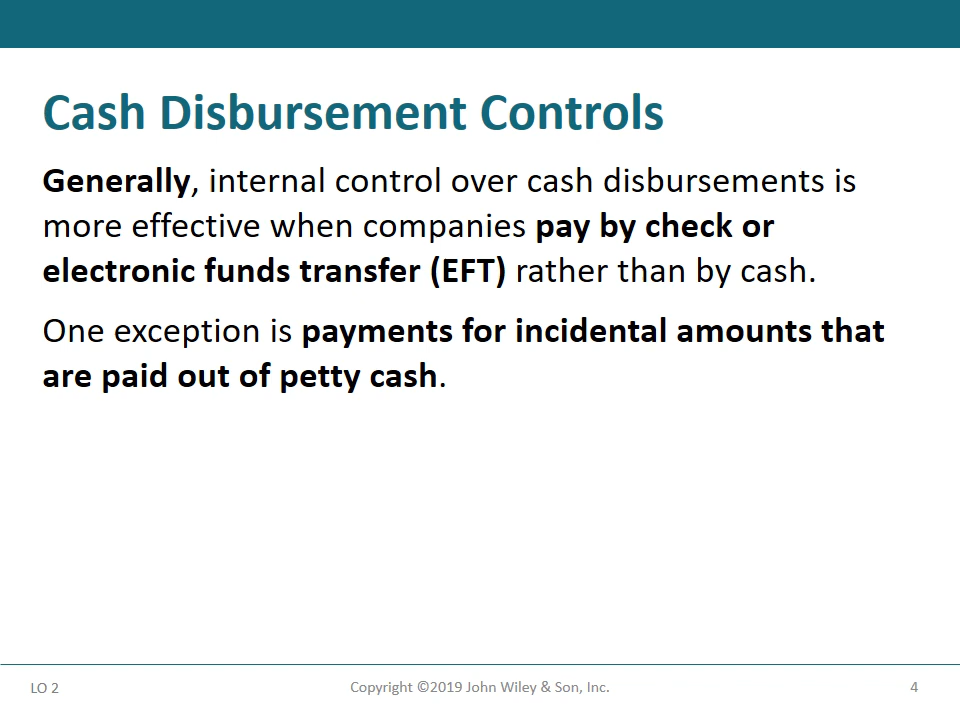 Cash Disbursement Controls
Generally, internal control over cash disbursements is
more effective when companies pay by check or
electronic funds transfer (EFT) rather than by cash.
One exception is payments for incidental amounts that
are paid out of petty cash.
LO 2
Copyright ©2019 John Wiley & Son, Inc.
4